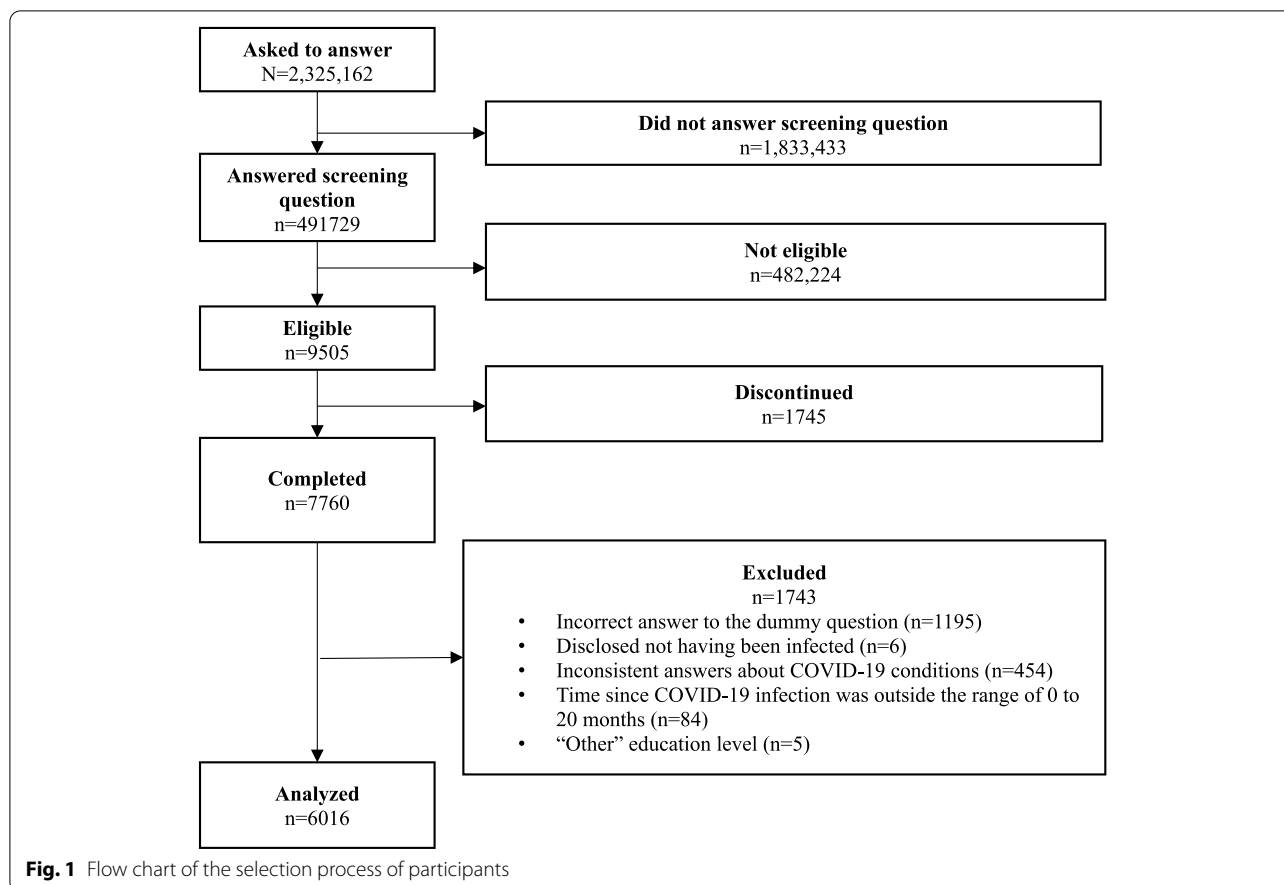 Asked to answer
N=2,325,162
Did not answer screening question
n=1,833,433
Answered screening
question
n=491729
Not eligible
n=482,224
Eligible
n=9505
Discontinued
n=1745
Completed
n=7760
Excluded
n=1743
• Incorrect answer to the dummy question (n=1195)
• Disclosed not having been infected (n=6)
• Inconsistent answers about COVID-19 conditions (n=454)
• Time since COVID-19 infection was outside the range of 0 to
20 months (n=84)
• “Other” education level (n=5)
Analyzed
n=6016
Fig. 1 Flow chart of the selection process of participants